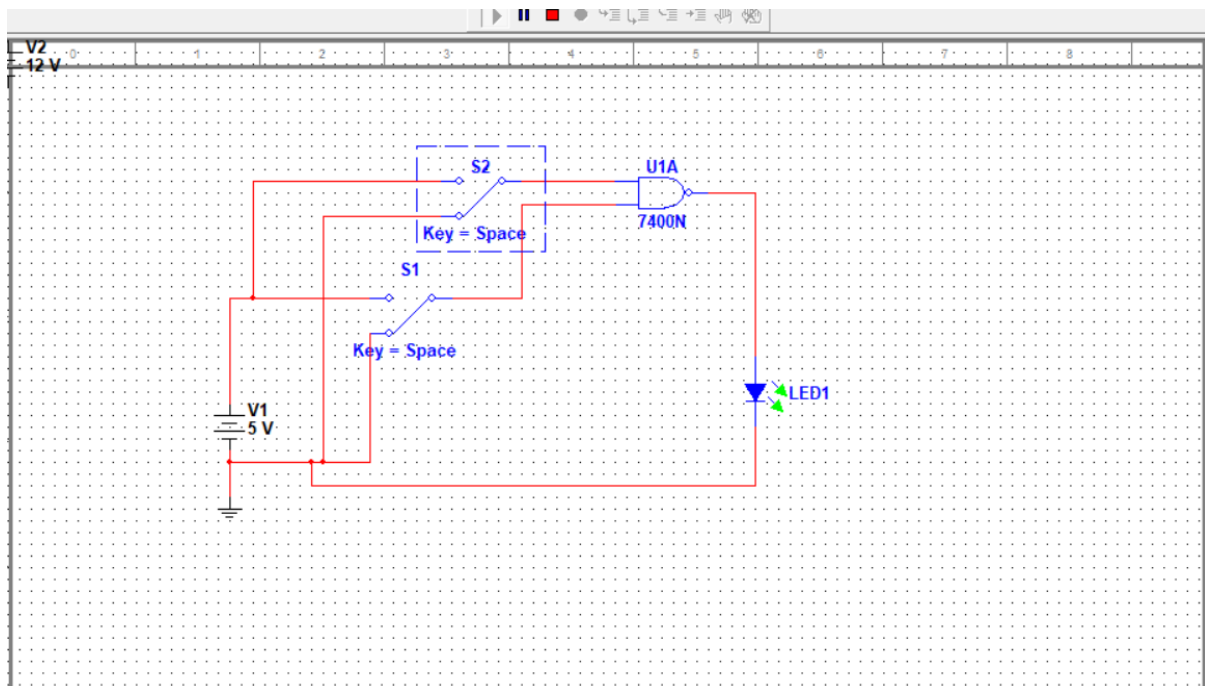 V2
12 V
0 1 2 3 4 5 6 7 8
S2
U1A
7400N
Key = Space
S1
Key = Space
LED1
V1
5 V